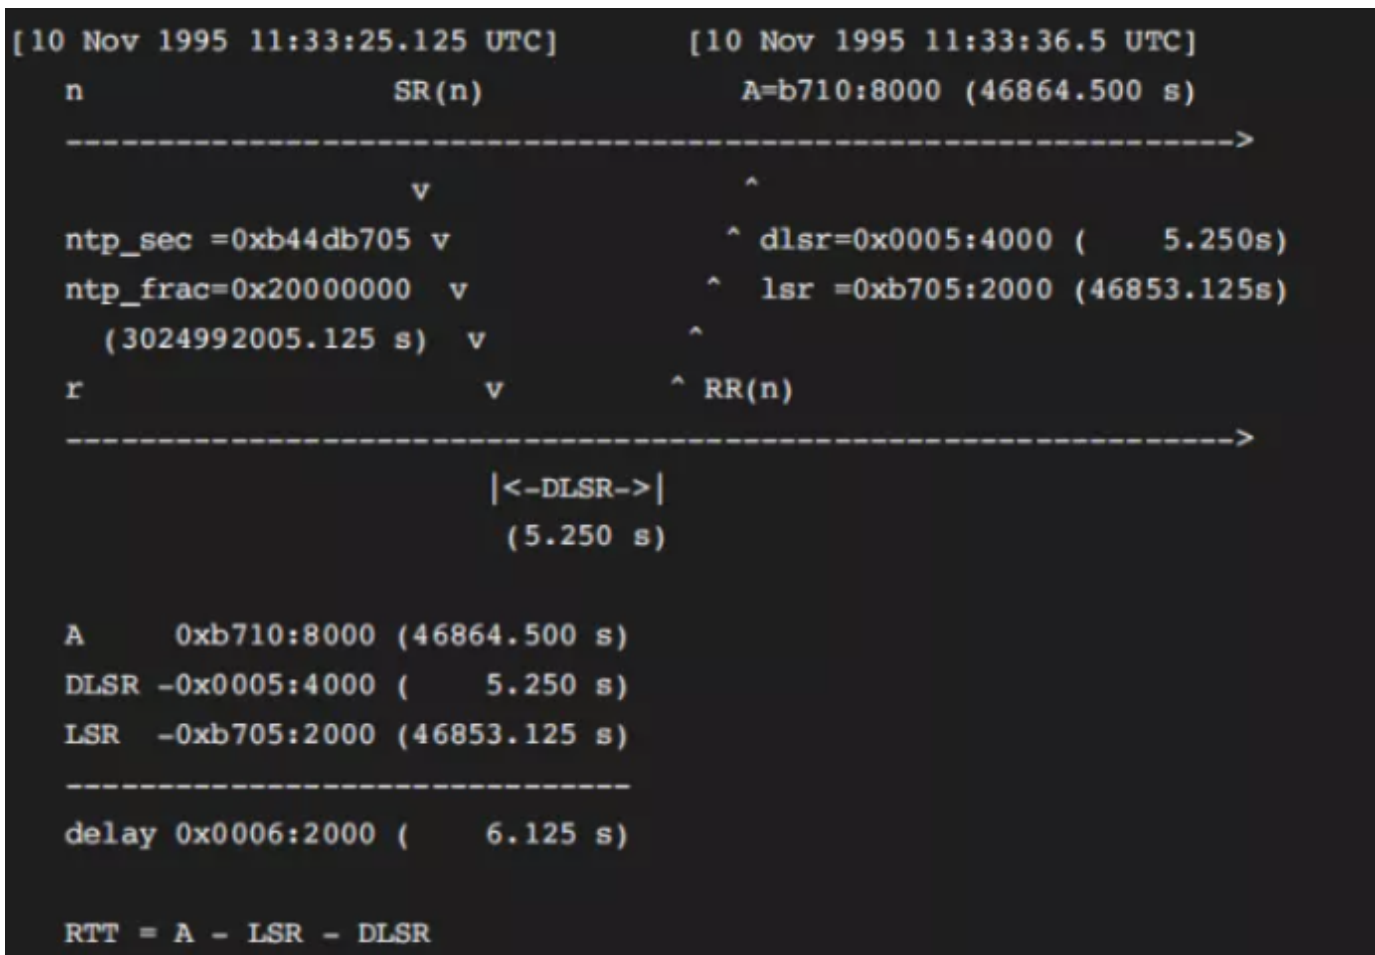 [10 Nov 1995 11:33:25.125 UTC]       [10 Nov 1995 11:33:36.5 UTC]
   n                 SR(n)              A=b710:8000 (46864.500 s)
   --------------------------------------------------------------->
                      v                 ^
   ntp_sec =0xb44db705 v               ^ dlsr=0x0005:4000 (    5.250s)
   ntp_frac=0x20000000  v             ^  lsr =0xb705:2000 (46853.125s)
     (3024992005.125 s)  v           ^
   r                      v         ^ RR(n)
   --------------------------------------------------------------->
                          |<-DLSR->|
                           (5.250 s)
   A     0xb710:8000 (46864.500 s)
   DLSR -0x0005:4000 (    5.250 s)
   LSR  -0xb705:2000 (46853.125 s)
   -------------------------------
   delay 0x0006:2000 (    6.125 s)
   RTT = A - LSR - DLSR